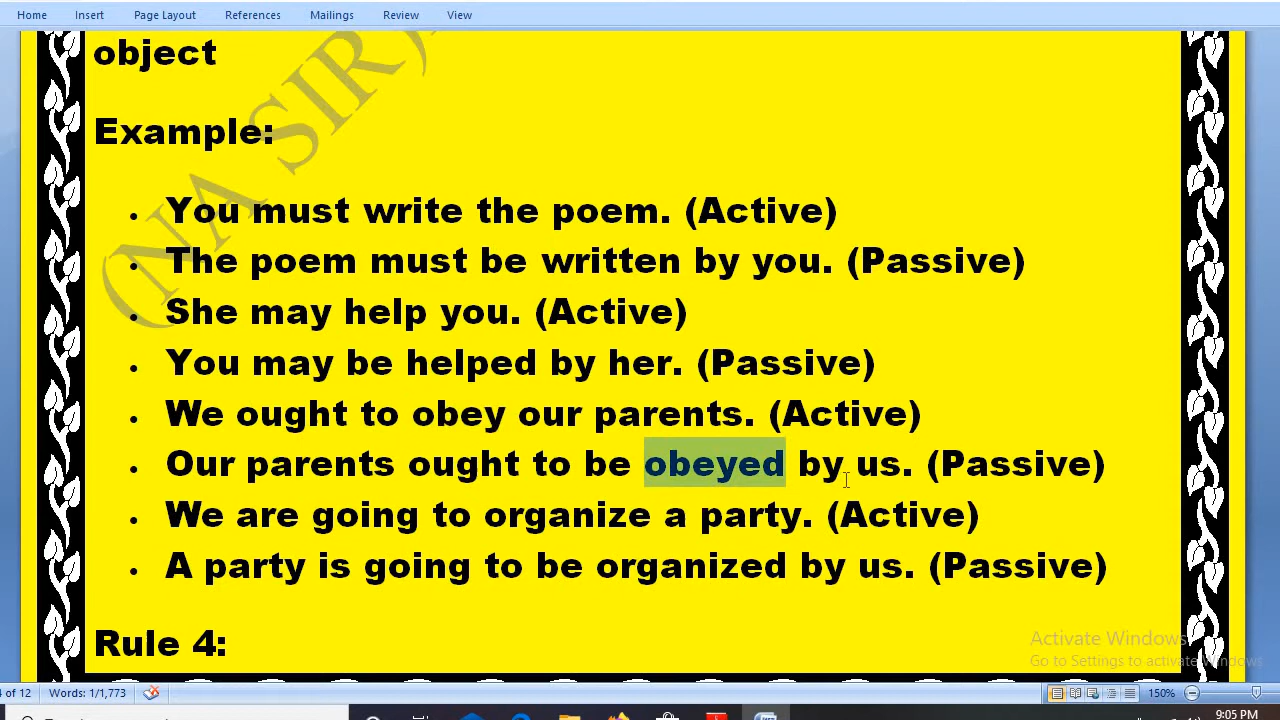 Home Insert Page Layout References Mailings Review View
object
Example:
• You must write the poem. (Active)
• The poem must be written by you. (Passive)
• She may help you. (Active)
• You may be helped by her. (Passive)
• We ought to obey our parents. (Active)
• Our parents ought to be obeyed by us. (Passive)
• We are going to organize a party. (Active)
• A party is going to be organized by us. (Passive)
Rule 4:
(NA SIR)
Activate Windows
Go to Settings to activate Windows.
of 12 Words: 1/1,773 150%
9:05 PM